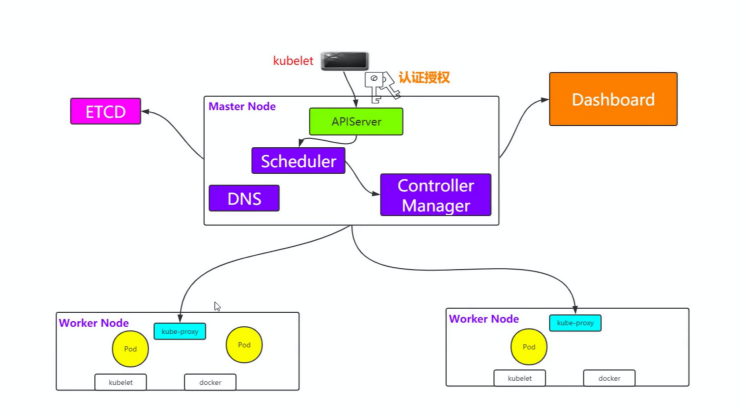 kubelet
认证授权
Master Node
APIServer
ETCD
Dashboard
Scheduler
Controller
Manager
DNS
Worker Node
kube-proxy
Pod
Pod
kubelet
docker
Worker Node
kube-proxy
Pod
kubelet
docker